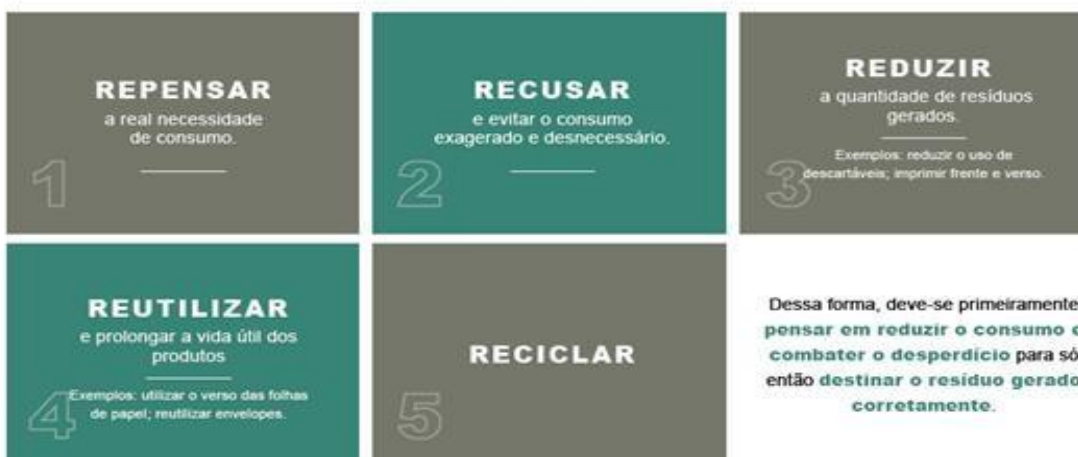 REPENSAR
a real necessidade
de consumo.
1
RECUSAR
e evitar o consumo
exagerado e desnecessário.
2
REDUZIR
a quantidade de resíduos
gerados.
Exemplos: reduzir o uso de
descartáveis; imprimir frente e verso.
3
REUTILIZAR
e prolongar a vida útil dos
produtos
Exemplos: utilizar o verso das folhas
de papel; reutilizar envelopes.
4
RECICLAR
5
Dessa forma, deve-se primeiramente
pensar em reduzir o consumo e
combater o desperdício para só
então destinar o resíduo gerado
corretamente.